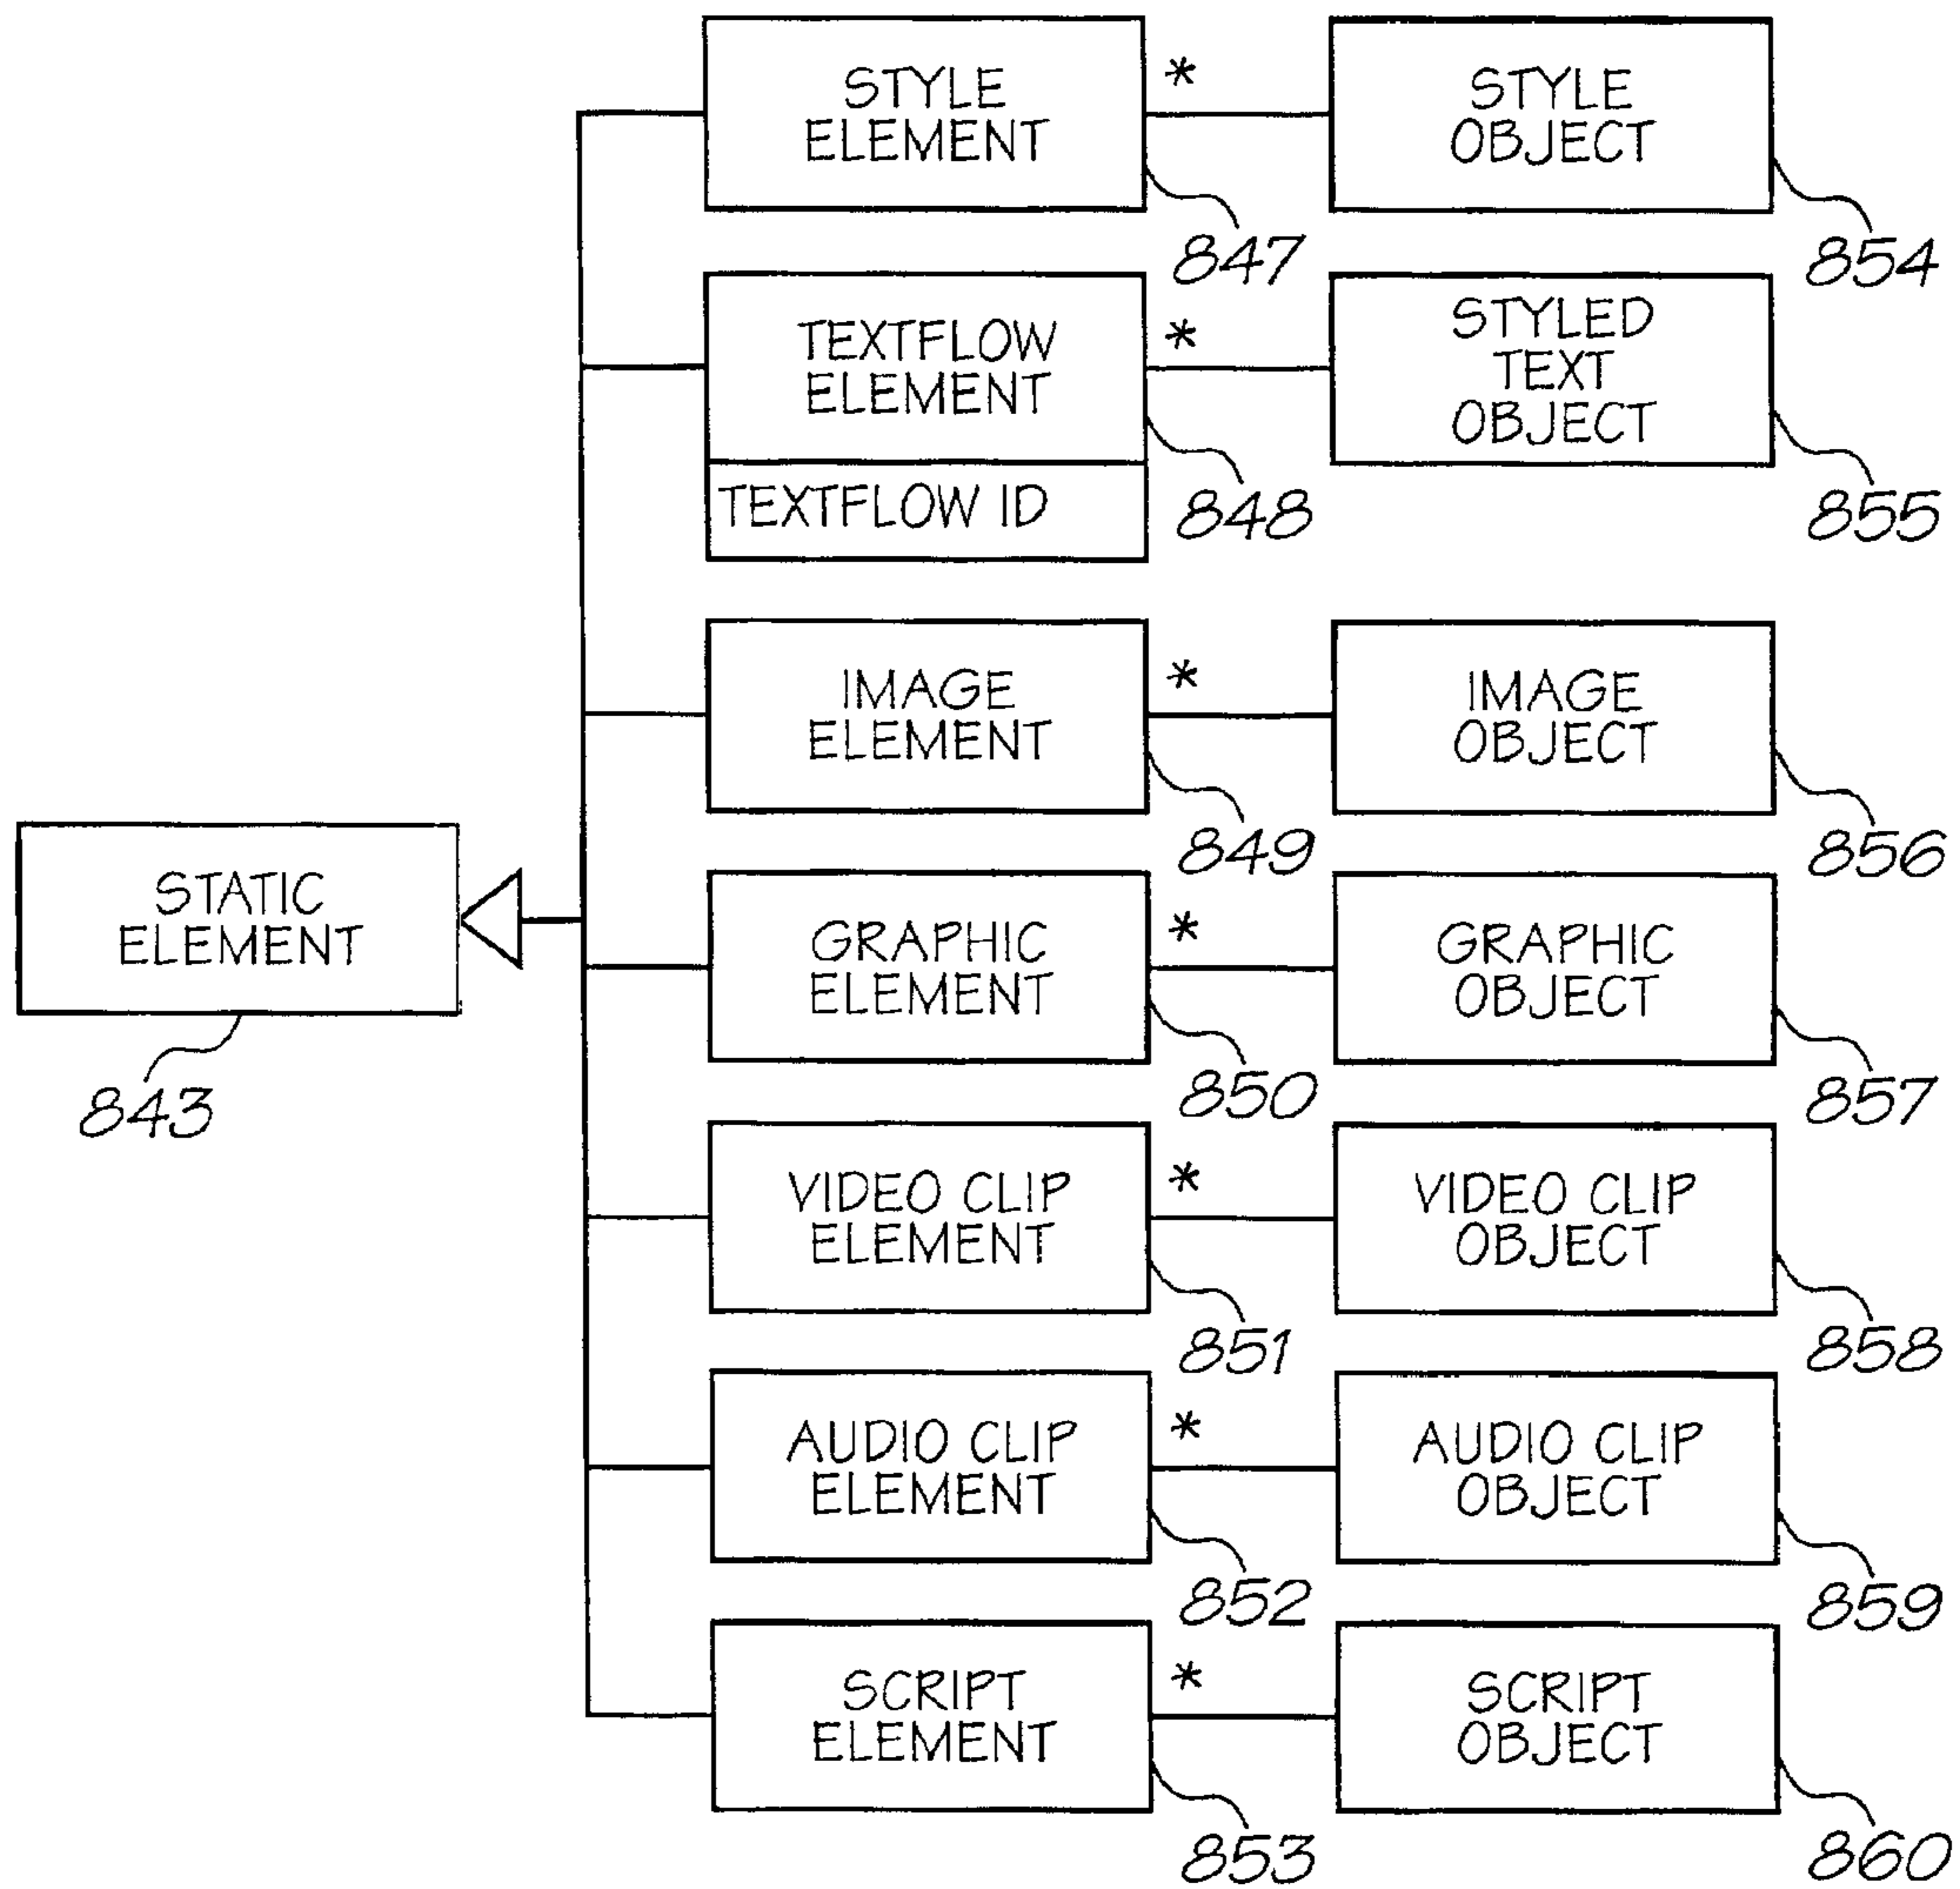 STYLE
ELEMENT
*
STYLE
OBJECT
847
854
TEXTFLOW
ELEMENT
*
STYLED
TEXT
OBJECT
TEXTFLOW ID
848
855
IMAGE
ELEMENT
*
IMAGE
OBJECT
849
856
STATIC
ELEMENT
843
GRAPHIC
ELEMENT
*
GRAPHIC
OBJECT
850
857
VIDEO CLIP
ELEMENT
*
VIDEO CLIP
OBJECT
851
858
AUDIO CLIP
ELEMENT
*
AUDIO CLIP
OBJECT
852
859
SCRIPT
ELEMENT
*
SCRIPT
OBJECT
853
860